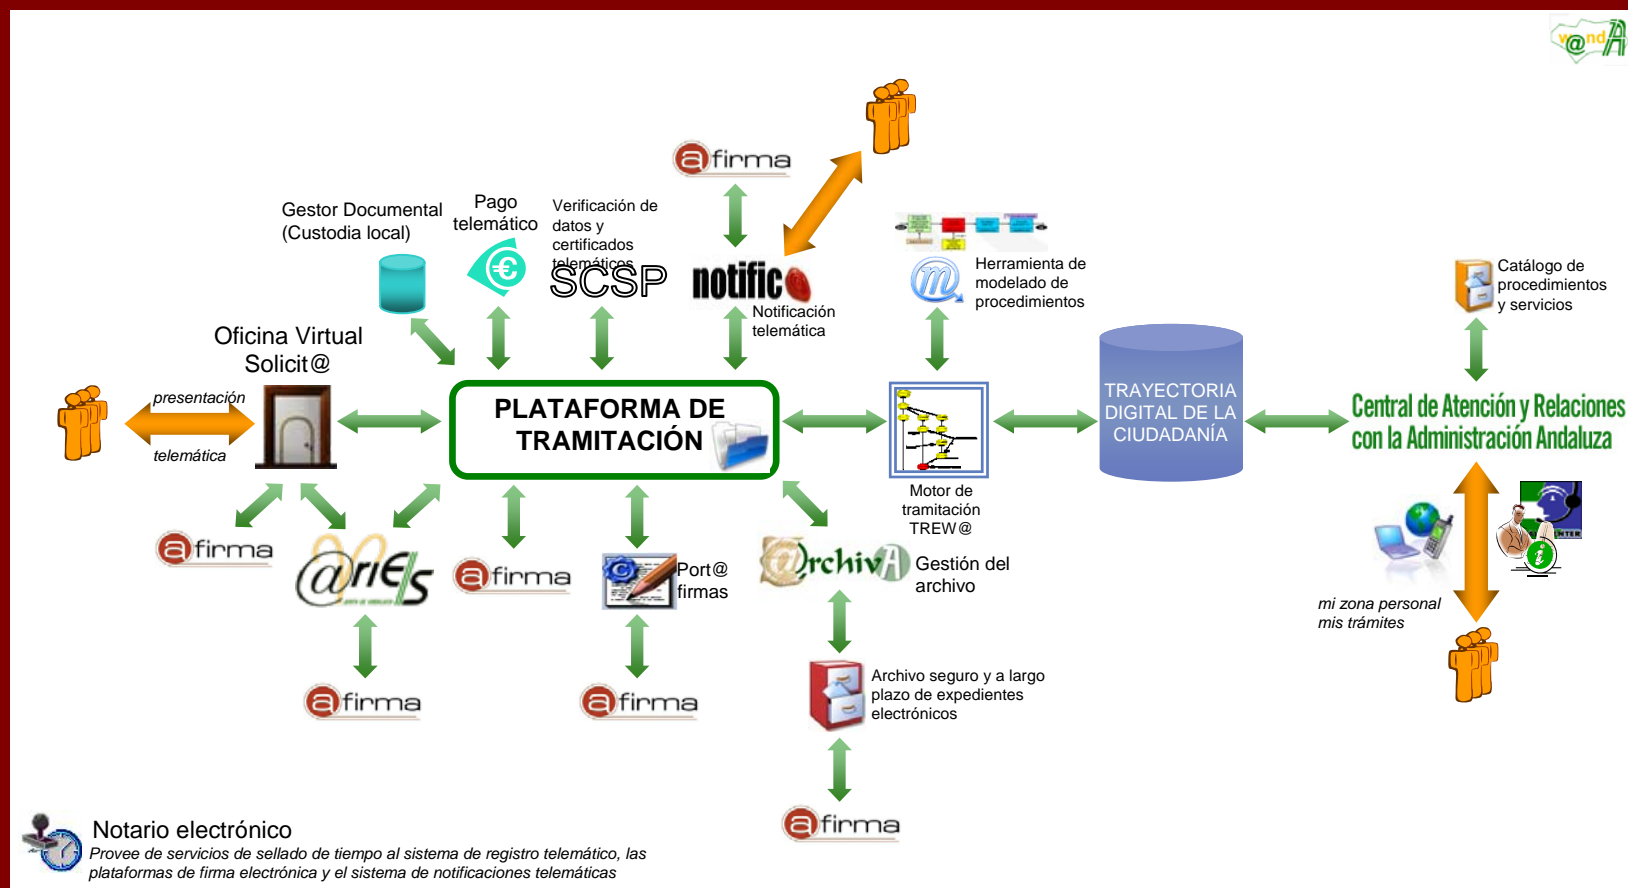 w@ndA
@firma
Gestor Documental
(Custodia local)
Pago
telemático
Verificación de
datos y
certificados
telemáticos
SCSP
notific@
Notificación
telemática
Herramienta de
modelado de
procedimientos
Catálogo de
procedimientos
y servicios
Oficina Virtual
Solicit@
presentación
telemática
PLATAFORMA DE
TRAMITACIÓN
TRAYECTORIA
DIGITAL DE LA
CIUDADANÍA
Central de Atención y Relaciones
con la Administración Andaluza
Motor de
tramitación
TREW@
@firma
@rieS
@firma
Port@
firmas
@rchivA
Gestión del
archivo
mi zona personal
mis trámites
@firma
@firma
Archivo seguro y a largo
plazo de expedientes
electrónicos
@firma
Notario electrónico
Provee de servicios de sellado de tiempo al sistema de registro telemático, las
plataformas de firma electrónica y el sistema de notificaciones telemáticas